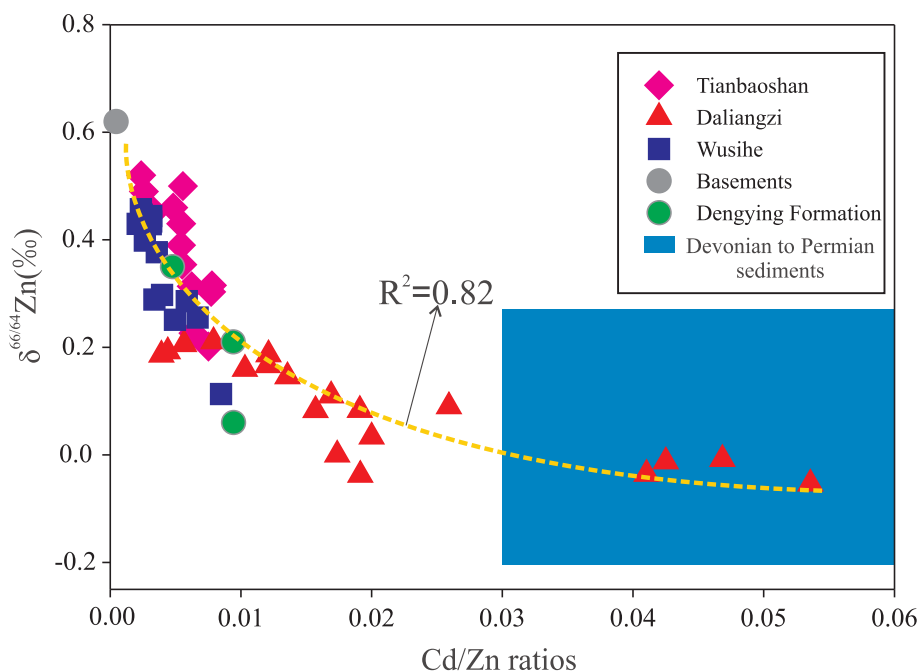 0.8
0.6
0.4
0.2
0.0
-0.2
δ66/64Zn(‰)
Tianbaoshan
Daliangzi
Wusihe
Basements
Dengying Formation
Devonian to Permian
sediments
R²=0.82
0.00 0.01 0.02 0.03 0.04 0.05 0.06
Cd/Zn ratios